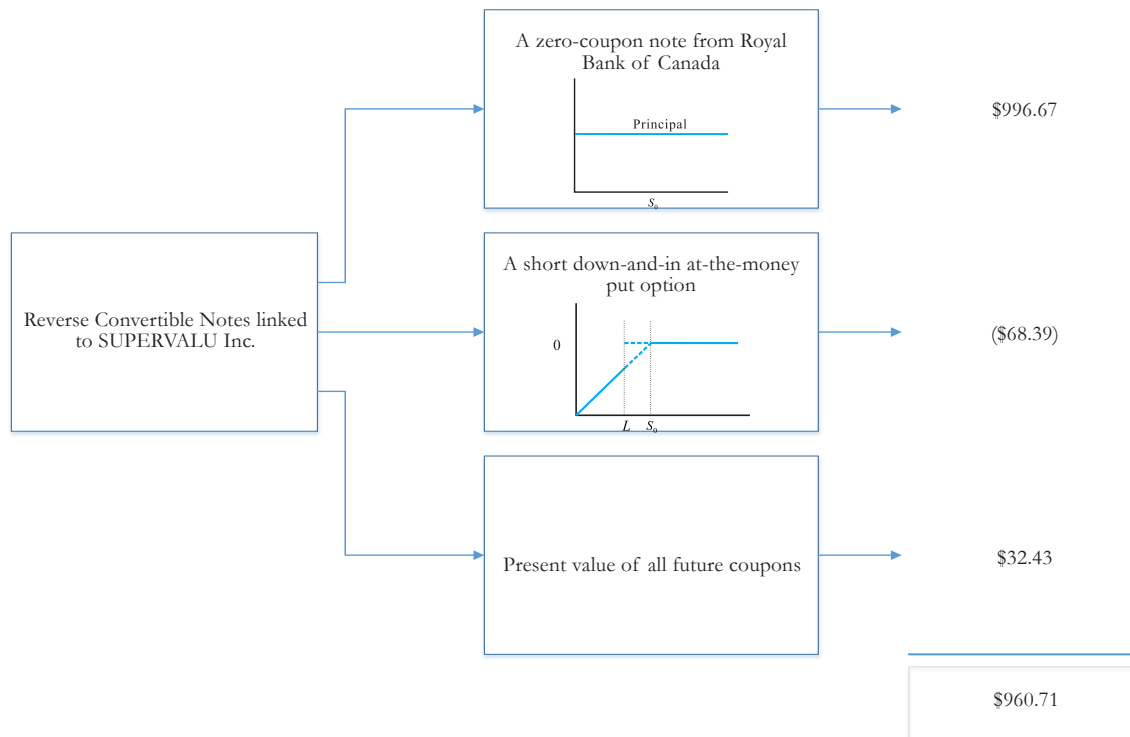 A zero-coupon note from Royal
Bank of Canada
Principal
S₀
$996.67
Reverse Convertible Notes linked
to SUPERVALU Inc.
A short down-and-in at-the-money
put option
0
L S₀
($68.39)
Present value of all future coupons
$32.43
$960.71